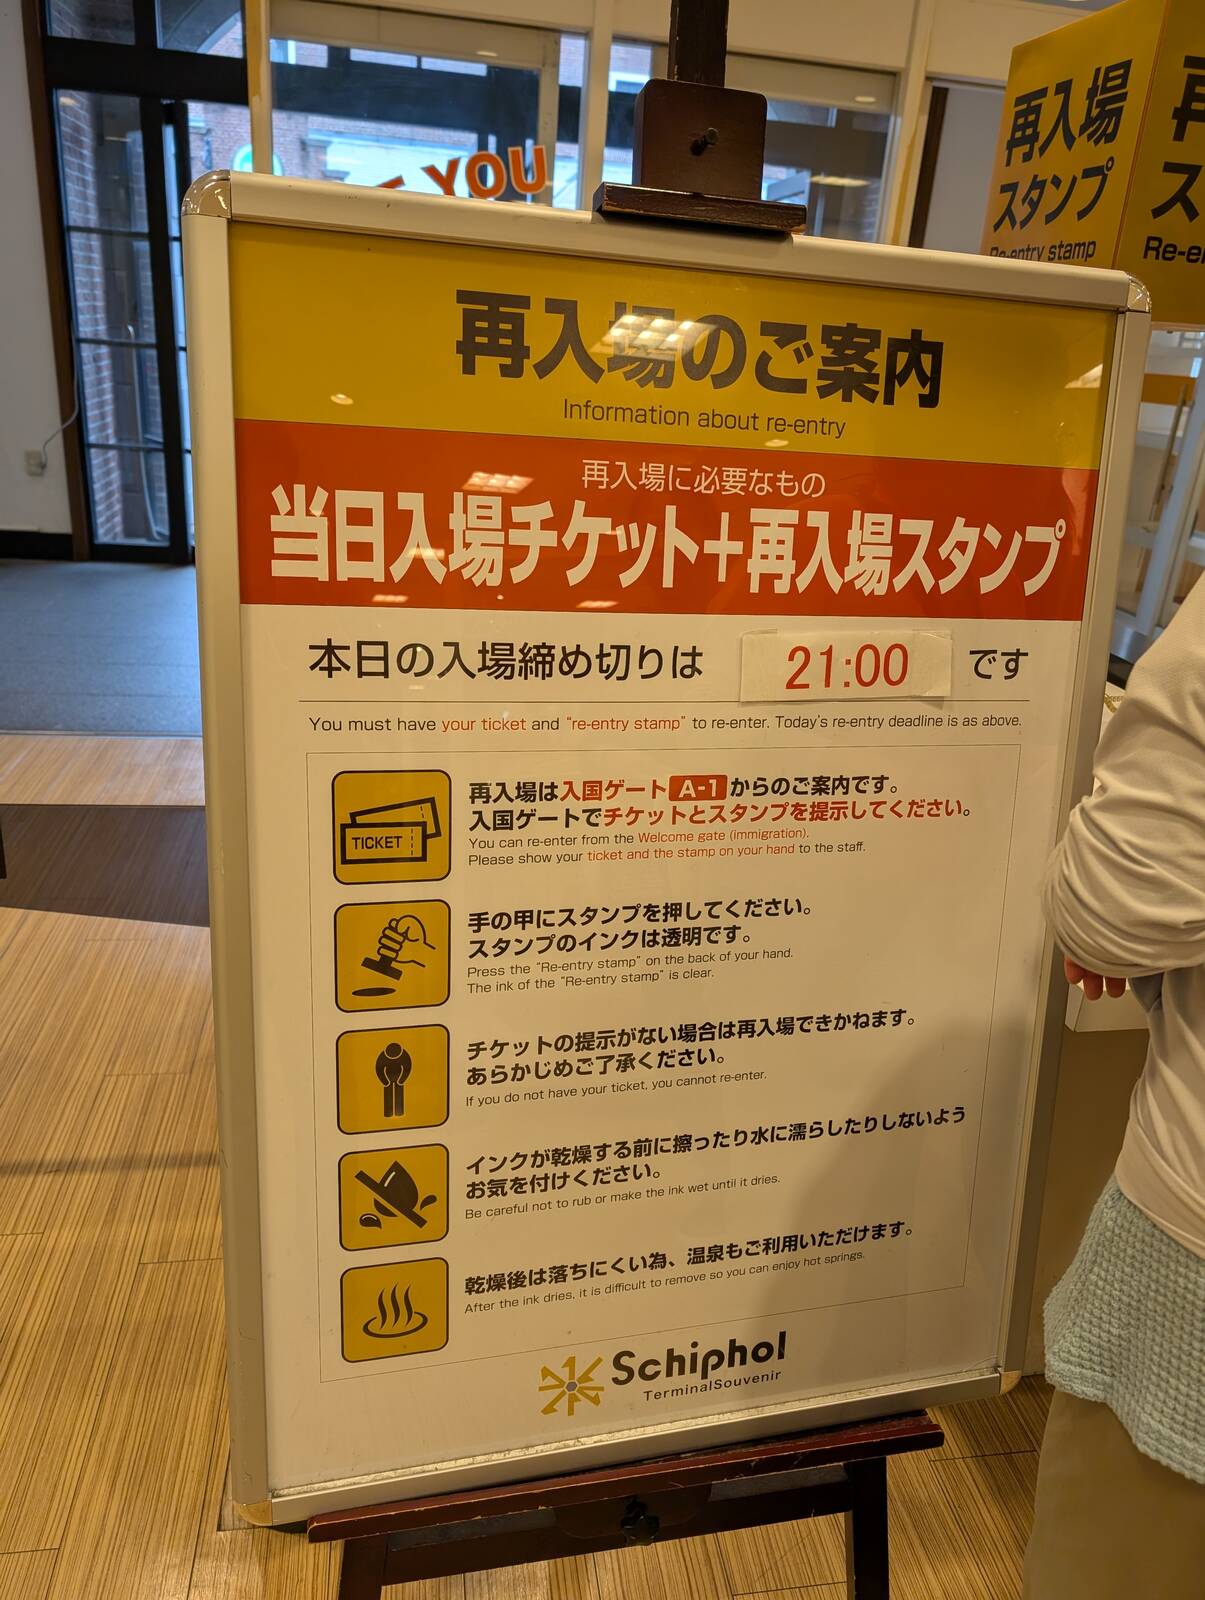 YOU
再入場
スタンプ
Re-entry stamp
再
ス
Re-e
再入場のご案内
Information about re-entry
再入場に必要なもの
当日入場チケット+再入場スタンプ
本日の入場締め切りは 21:00 です
You must have your ticket and “re-entry stamp” to re-enter. Today's re-entry deadline is as above.
TICKET
再入場は入国ゲート A-1 からのご案内です。
入国ゲートでチケットとスタンプを提示してください。
You can re-enter from the Welcome gate (immigration).
Please show your ticket and the stamp on your hand to the staff.
手の甲にスタンプを押してください。
スタンプのインクは透明です。
Press the “Re-entry stamp” on the back of your hand.
The ink of the “Re-entry stamp” is clear.
チケットの提示がない場合は再入場できかねます。
あらかじめご了承ください。
If you do not have your ticket, you cannot re-enter.
インクが乾燥する前に擦ったり水に濡らしたりしないよう
お気を付けください。
Be careful not to rub or make the ink wet until it dries.
乾燥後は落ちにくい為、温泉もご利用いただけます。
After the ink dries, it is difficult to remove so you can enjoy hot springs.
Schiphol
TerminalSouvenir